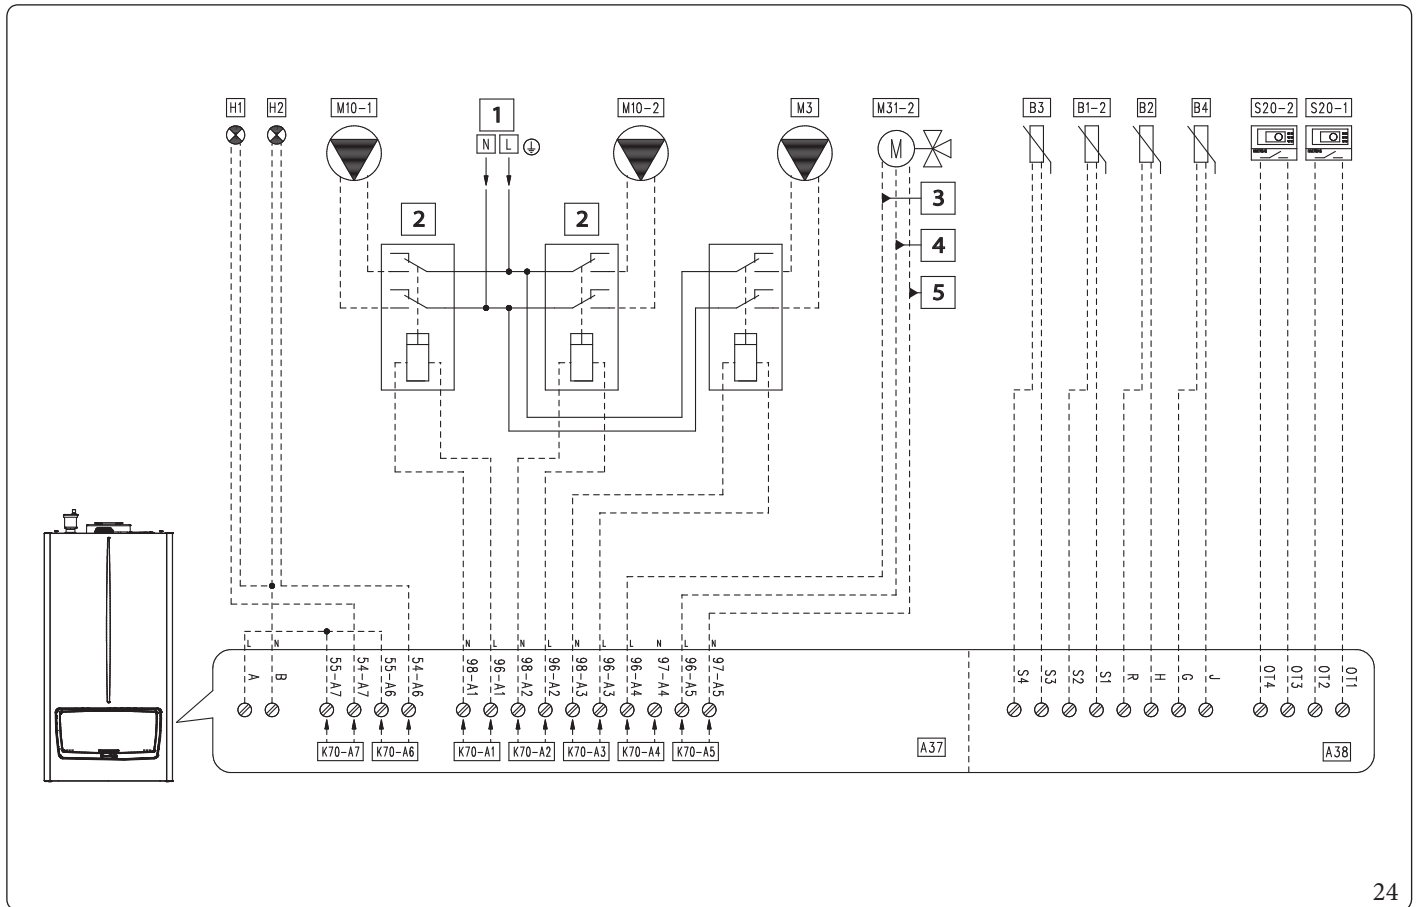 H1 H2 M10-1 1 M10-2 M3 M31-2 B3 B1-2 B2 B4 S20-2 S20-1
N L
M
3
2 2
4
5
L N N L N L N L L N L N
A B 55-A7 54-A7 55-A6 54-A6 98-A1 96-A1 98-A2 96-A2 98-A3 96-A3 96-A4 97-A4 96-A5 97-A5 S4 S3 S2 S1 R H G J OT4 OT3 OT2 OT1
K70-A7 K70-A6 K70-A1 K70-A2 K70-A3 K70-A4 K70-A5 A37 A38
24